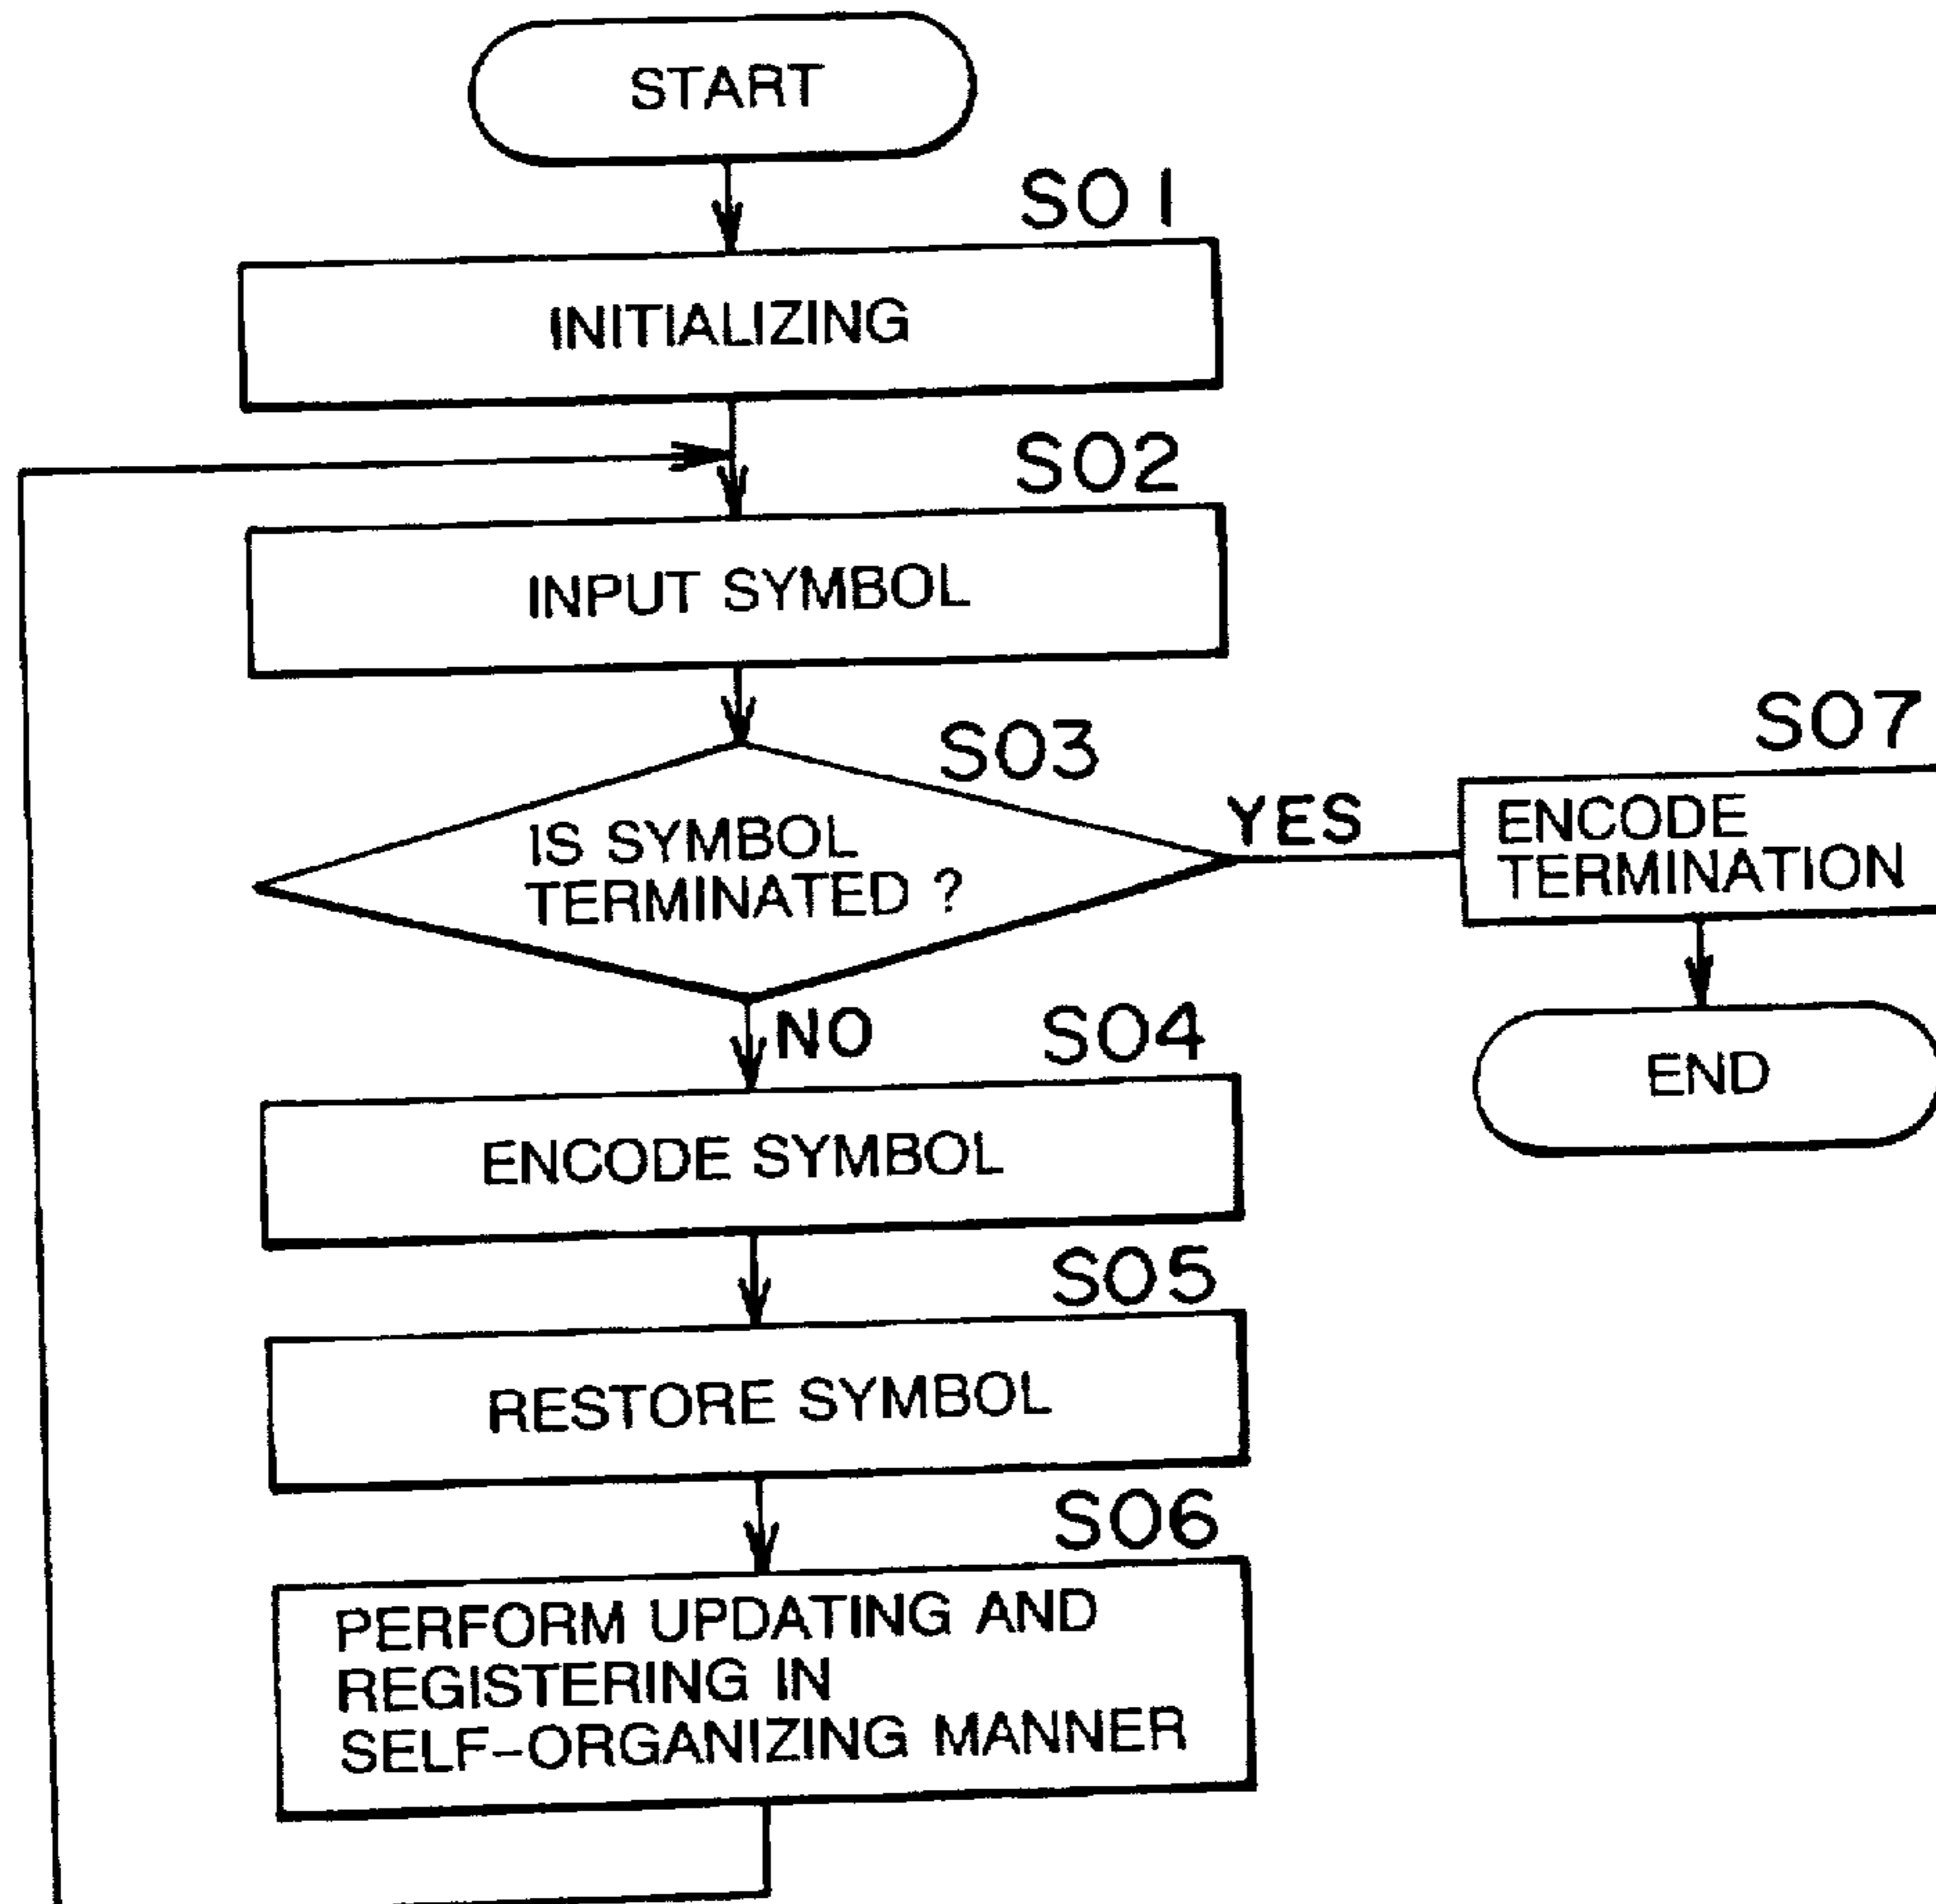 START
S01
INITIALIZING
S02
INPUT SYMBOL
S03
IS SYMBOL
TERMINATED ?
YES
S07
ENCODE
TERMINATION
END
NO
S04
ENCODE SYMBOL
S05
RESTORE SYMBOL
S06
PERFORM UPDATING AND
REGISTERING IN
SELF-ORGANIZING MANNER